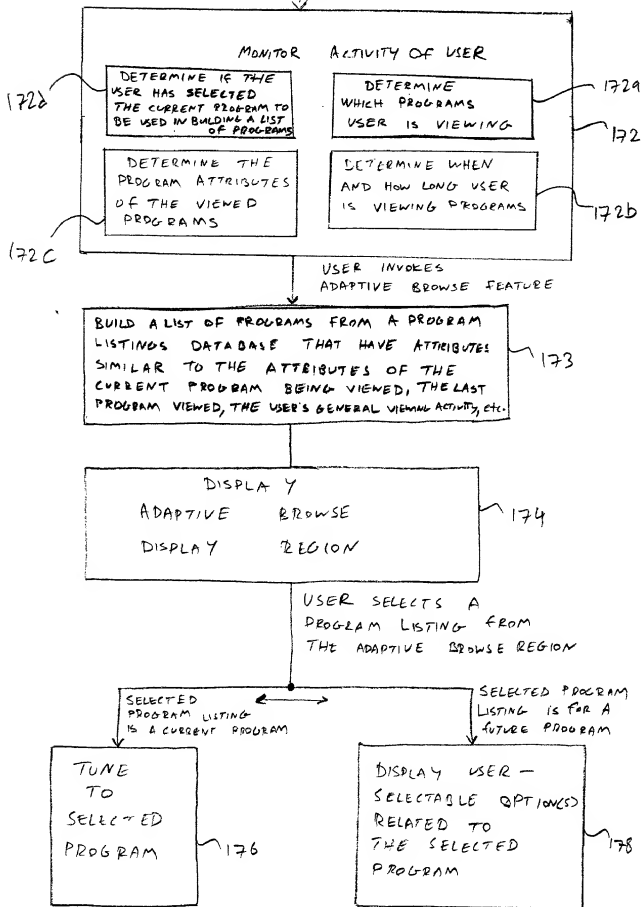 MONITOR ACTIVITY OF USER
DETERMINE IF THE
USER HAS SELECTED
THE CURRENT PROGRAM TO
BE USED IN BUILDING A LIST
OF PROGRAMS
172d
DETERMINE
WHICH PROGRAMS
USER IS VIEWING
172a
172
DETERMINE THE
PROGRAM ATTRIBUTES
OF THE VIEWED
PROGRAMS
172c
DETERMINE WHEN
AND HOW LONG USER
IS VIEWING PROGRAMS
172b
USER INVOKES
ADAPTIVE BROWSE FEATURE
BUILD A LIST OF PROGRAMS FROM A PROGRAM
LISTINGS DATABASE THAT HAVE ATTRIBUTES
SIMILAR TO THE ATTRIBUTES OF THE
CURRENT PROGRAM BEING VIEWED, THE LAST
PROGRAM VIEWED, THE USER'S GENERAL VIEWING ACTIVITY, etc.
173
DISPLAY
ADAPTIVE BROWSE
DISPLAY REGION
174
USER SELECTS A
PROGRAM LISTING FROM
THE ADAPTIVE BROWSE REGION
SELECTED
PROGRAM LISTING
IS A CURRENT PROGRAM
SELECTED PROGRAM
LISTING IS FOR A
FUTURE PROGRAM
TUNE
TO
SELECTED
PROGRAM
176
DISPLAY USER-
SELECTABLE OPTION(S)
RELATED TO
THE SELECTED
PROGRAM
178